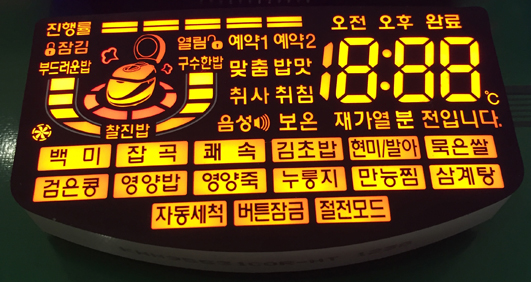 진행률 오전 오후 완료
잠김 열림 예약1 예약2
부드러운밥 구수한밥 맞춤 밥맛 18:88
취사 취침 ℃
찰진밥 음성 보온 재가열 분 전입니다.
백미 잡곡 쾌속 김초밥 현미/발아 묵은쌀
검은콩 영양밥 영양죽 누룽지 만능찜 삼계탕
자동세척 버튼잠금 절전모드